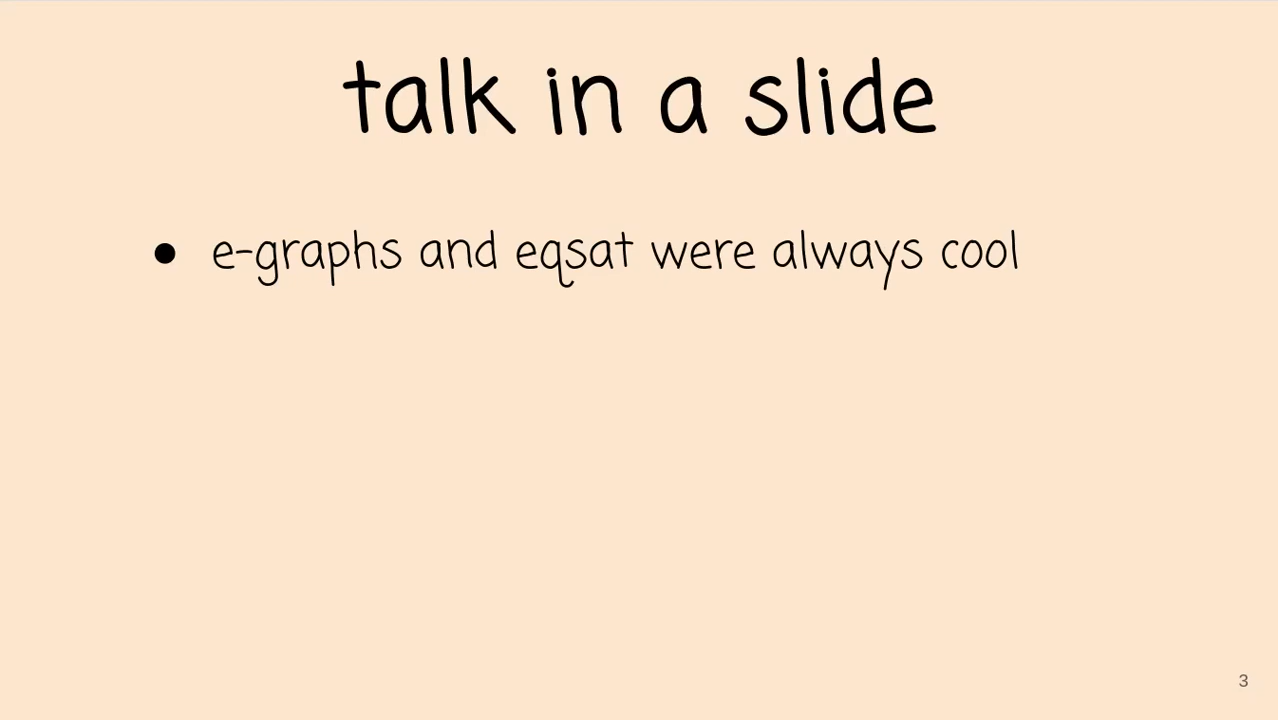 talk in a slide
● e-graphs and eqsat were always cool
3